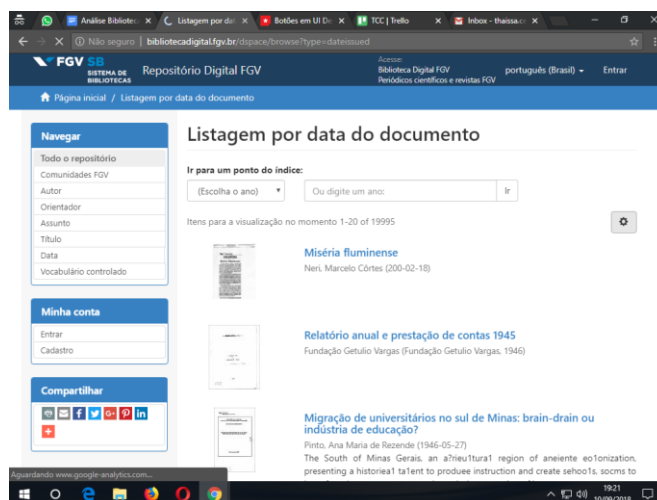 Análise Bibliotec
Listagem por dat
Botões em UI De
TCC | Trello
Inbox - thaissa.c
Não seguro | bibliotecadigital.fgv.br/dspace/browse?type=dateissued
FGV SB
SISTEMA DE
BIBLIOTECAS
Repositório Digital FGV
Acesse:
Biblioteca Digital FGV
Periódicos científicos e revistas FGV
português (Brasil)
Entrar
Página inicial / Listagem por data do documento
Navegar
Todo o repositório
Comunidades FGV
Autor
Orientador
Assunto
Título
Data
Vocabulário controlado
Minha conta
Entrar
Cadastro
Compartilhar
Listagem por data do documento
Ir para um ponto do índice:
(Escolha o ano)
Ou digite um ano:
Ir
Itens para a visualização no momento 1-20 of 19995
Miséria fluminense
Neri, Marcelo Côrtes (200-02-18)
Relatório anual e prestação de contas 1945
Fundação Getulio Vargas (Fundação Getulio Vargas, 1946)
Migração de universitários no sul de Minas: brain-drain ou
indústria de educação?
Pinto, Ana Maria de Rezende (1946-05-27)
The South of Minas Gerais, an a?rieu1tura1 region of aneiente eo1onization,
presenting a historiea1 ta1ent to produee instruction and create sehoo1s, socms to
Aguardando www.google-analytics.com...
19:21
10/09/2018